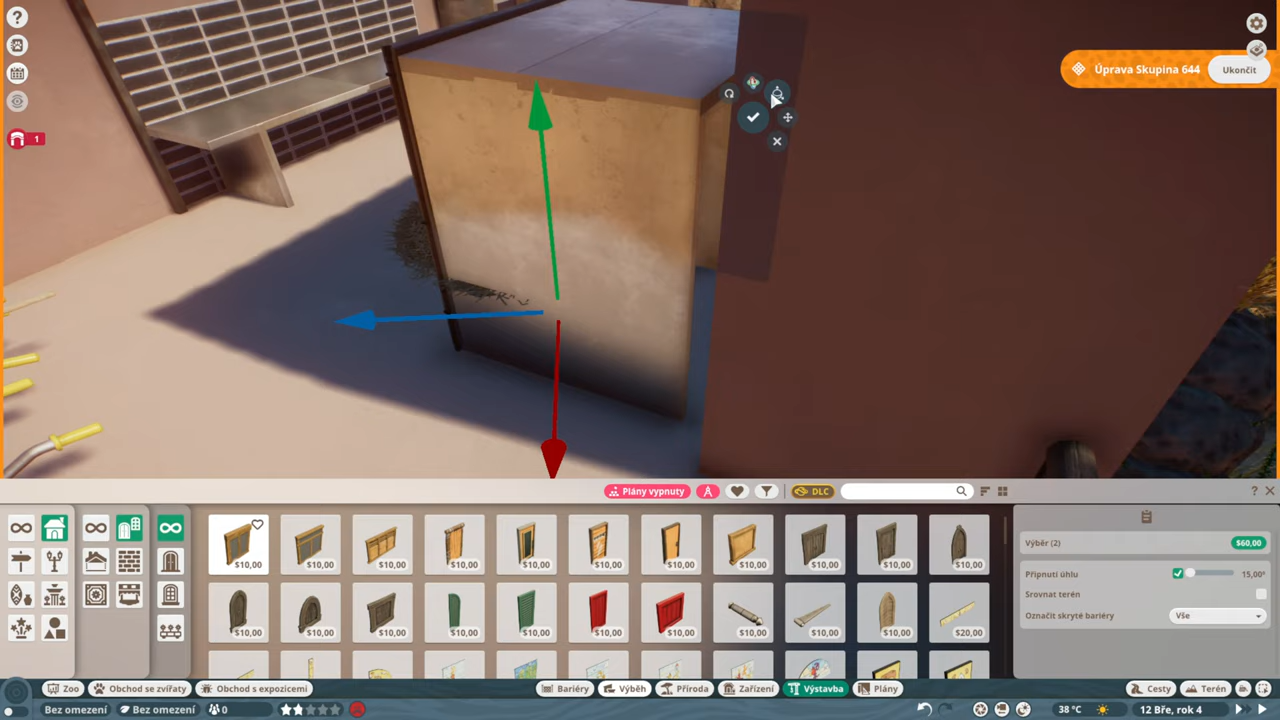 ?
Úprava Skupina 644
Ukončit
1
Plány vypnuty
DLC
?
$10,00 $10,00 $10,00 $10,00 $10,00 $10,00 $10,00 $10,00 $10,00 $10,00 $10,00
$10,00 $10,00 $10,00 $10,00 $10,00 $10,00 $10,00 $10,00 $10,00 $10,00 $20,00
Výběr (2)
$60,00
Připnutí úhlu
15,00°
Srovnat terén
Označit skryté bariéry
Vše
Zoo
Obchod se zvířaty
Obchod s expozicemi
Bariéry
Výběh
Příroda
Zařízení
Výstavba
Plány
Cesty
Terén
Bez omezení
Bez omezení
0
38 °C
12 Bře, rok 4